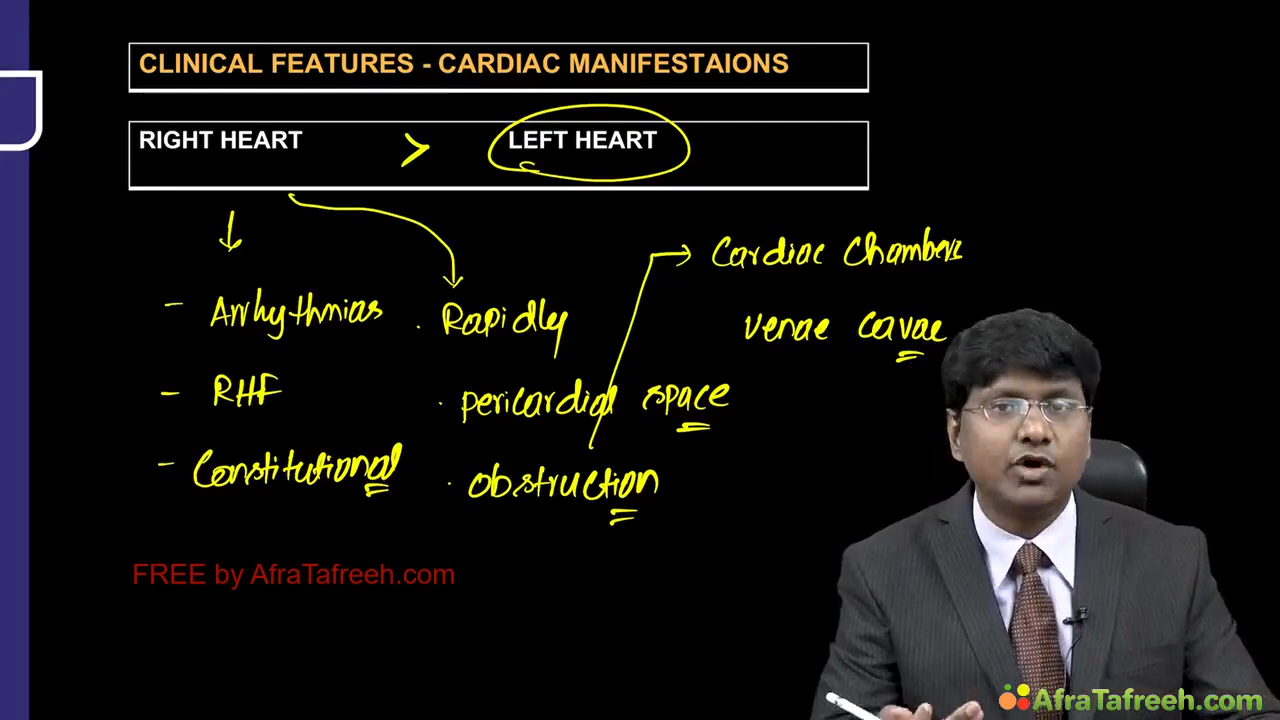 CLINICAL FEATURES - CARDIAC MANIFESTAIONS
RIGHT HEART > LEFT HEART
- Arrhythmias
- RHF
- Constitutional
. Rapidly
. pericardial space
. obstruction
Cardiac Chambers
venae cavae
FREE by AfraTafreeh.com
AfraTafreeh.com